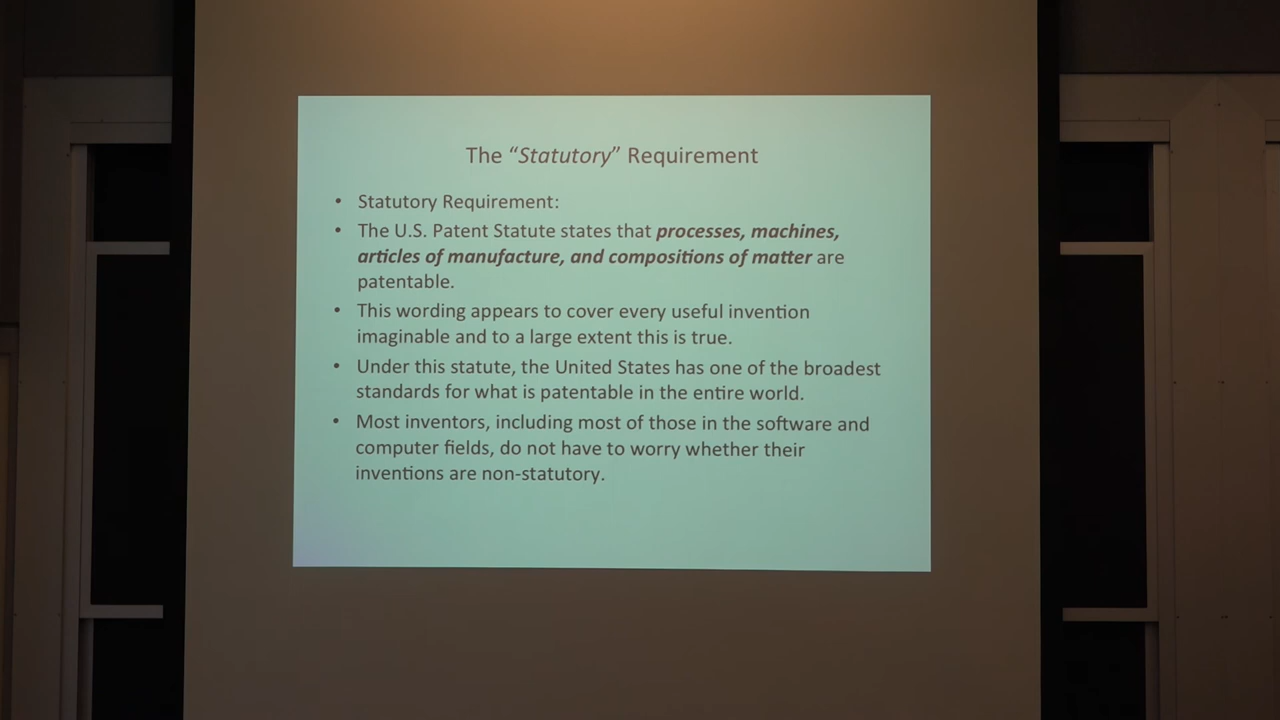 The “Statutory” Requirement
• Statutory Requirement:
• The U.S. Patent Statute states that processes, machines,
articles of manufacture, and compositions of matter are
patentable.
• This wording appears to cover every useful invention
imaginable and to a large extent this is true.
• Under this statute, the United States has one of the broadest
standards for what is patentable in the entire world.
• Most inventors, including most of those in the software and
computer fields, do not have to worry whether their
inventions are non-statutory.